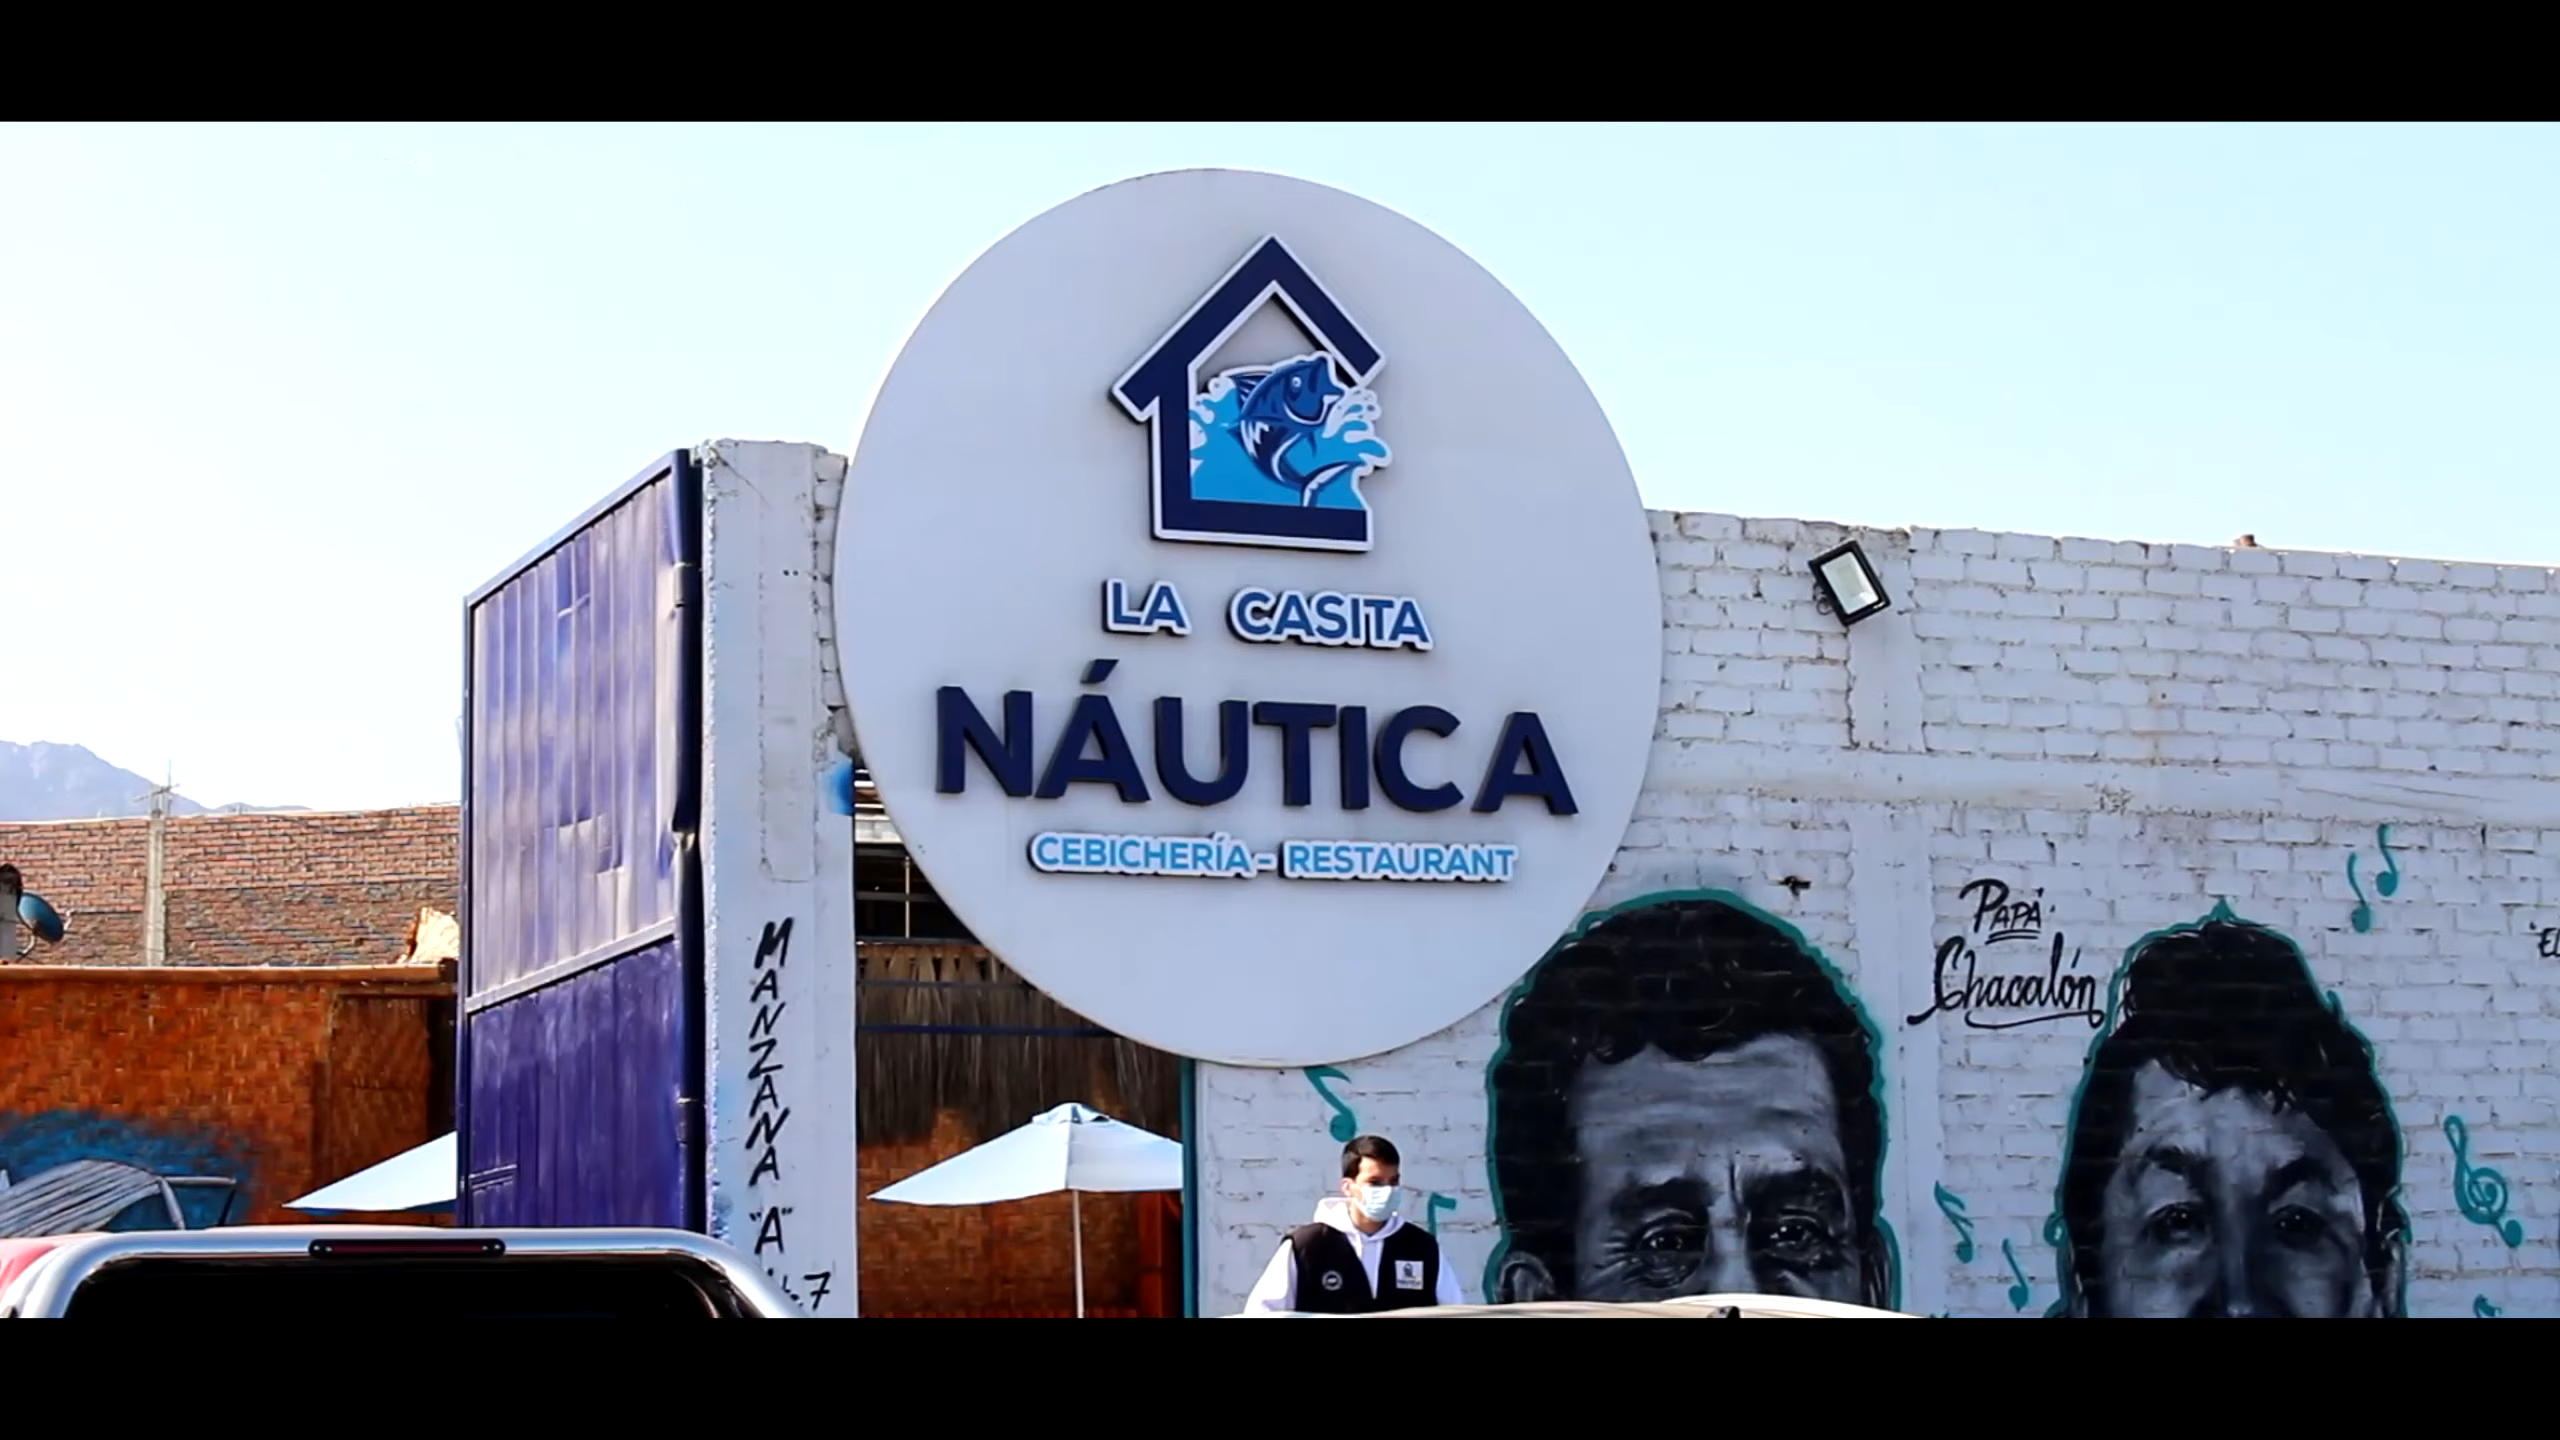 LA CASITA
NÁUTICA
CEBICHERÍA - RESTAURANT
MANZANA "A"
PAPÁ
Chacalón